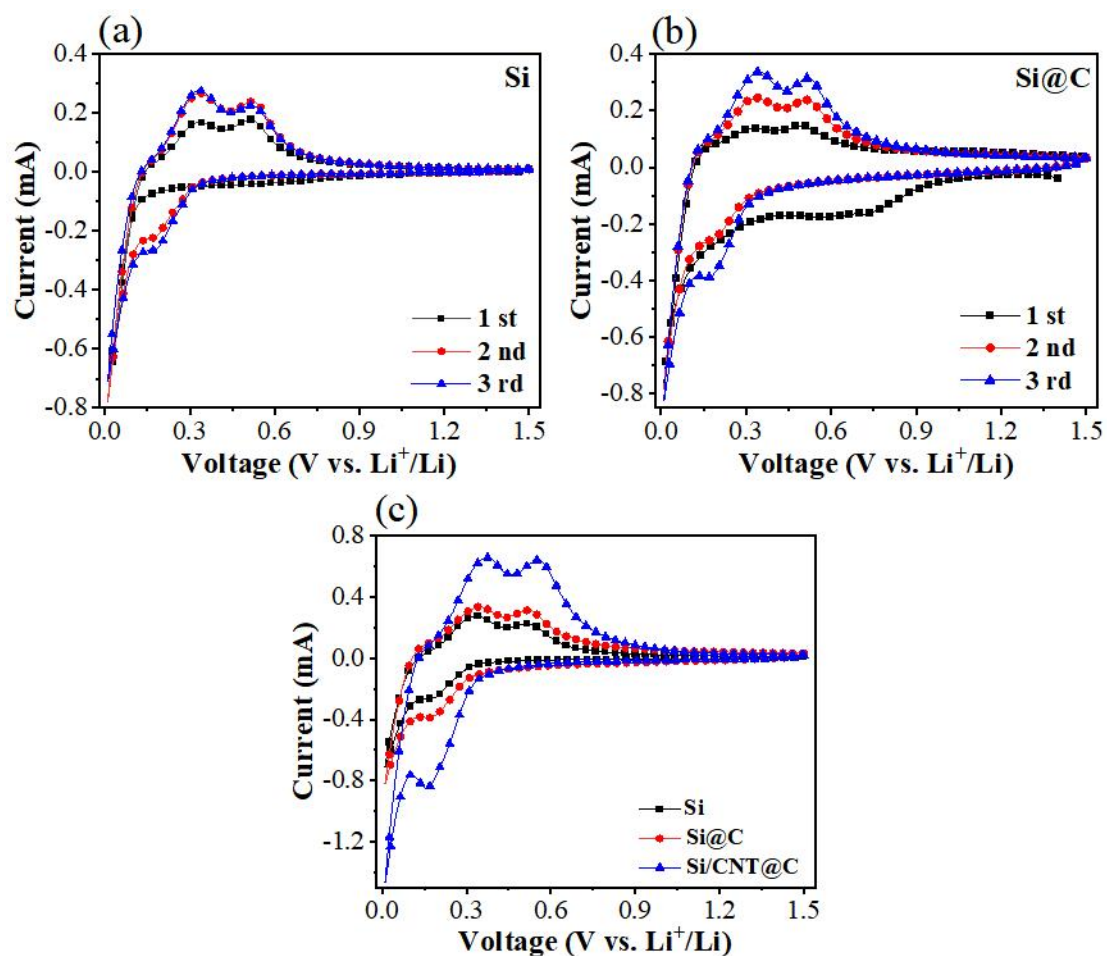 (a)
Si
0.4
0.2
0.0
-0.2
-0.4
-0.6
-0.8
Current (mA)
1 st
2 nd
3 rd
0.0 0.3 0.6 0.9 1.2 1.5
Voltage (V vs. Li⁺/Li)
(b)
Si@C
0.4
0.2
0.0
-0.2
-0.4
-0.6
-0.8
Current (mA)
1 st
2 nd
3 rd
0.0 0.3 0.6 0.9 1.2 1.5
Voltage (V vs. Li⁺/Li)
(c)
0.8
0.4
0.0
-0.4
-0.8
-1.2
Current (mA)
Si
Si@C
Si/CNT@C
0.0 0.3 0.6 0.9 1.2 1.5
Voltage (V vs. Li⁺/Li)